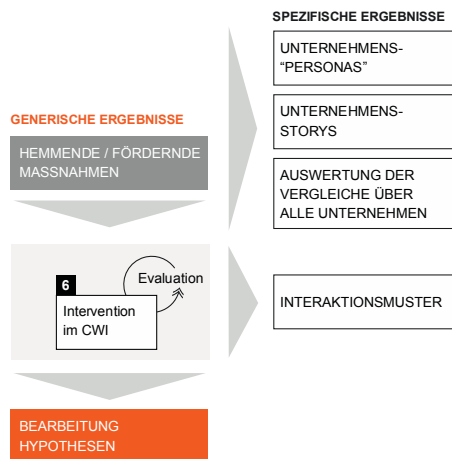 SPEZIFISCHE ERGEBNISSE
UNTERNEHMENS-
“PERSONAS”
UNTERNEHMENS-
STORYS
AUSWERTUNG DER
VERGLEICHE ÜBER
ALLE UNTERNEHMEN
GENERISCHE ERGEBNISSE
HEMMENDE / FÖRDERNDE
MASSNAHMEN
Evaluation
6
Intervention
im CWI
INTERAKTIONSMUSTER
BEARBEITUNG
HYPOTHESEN